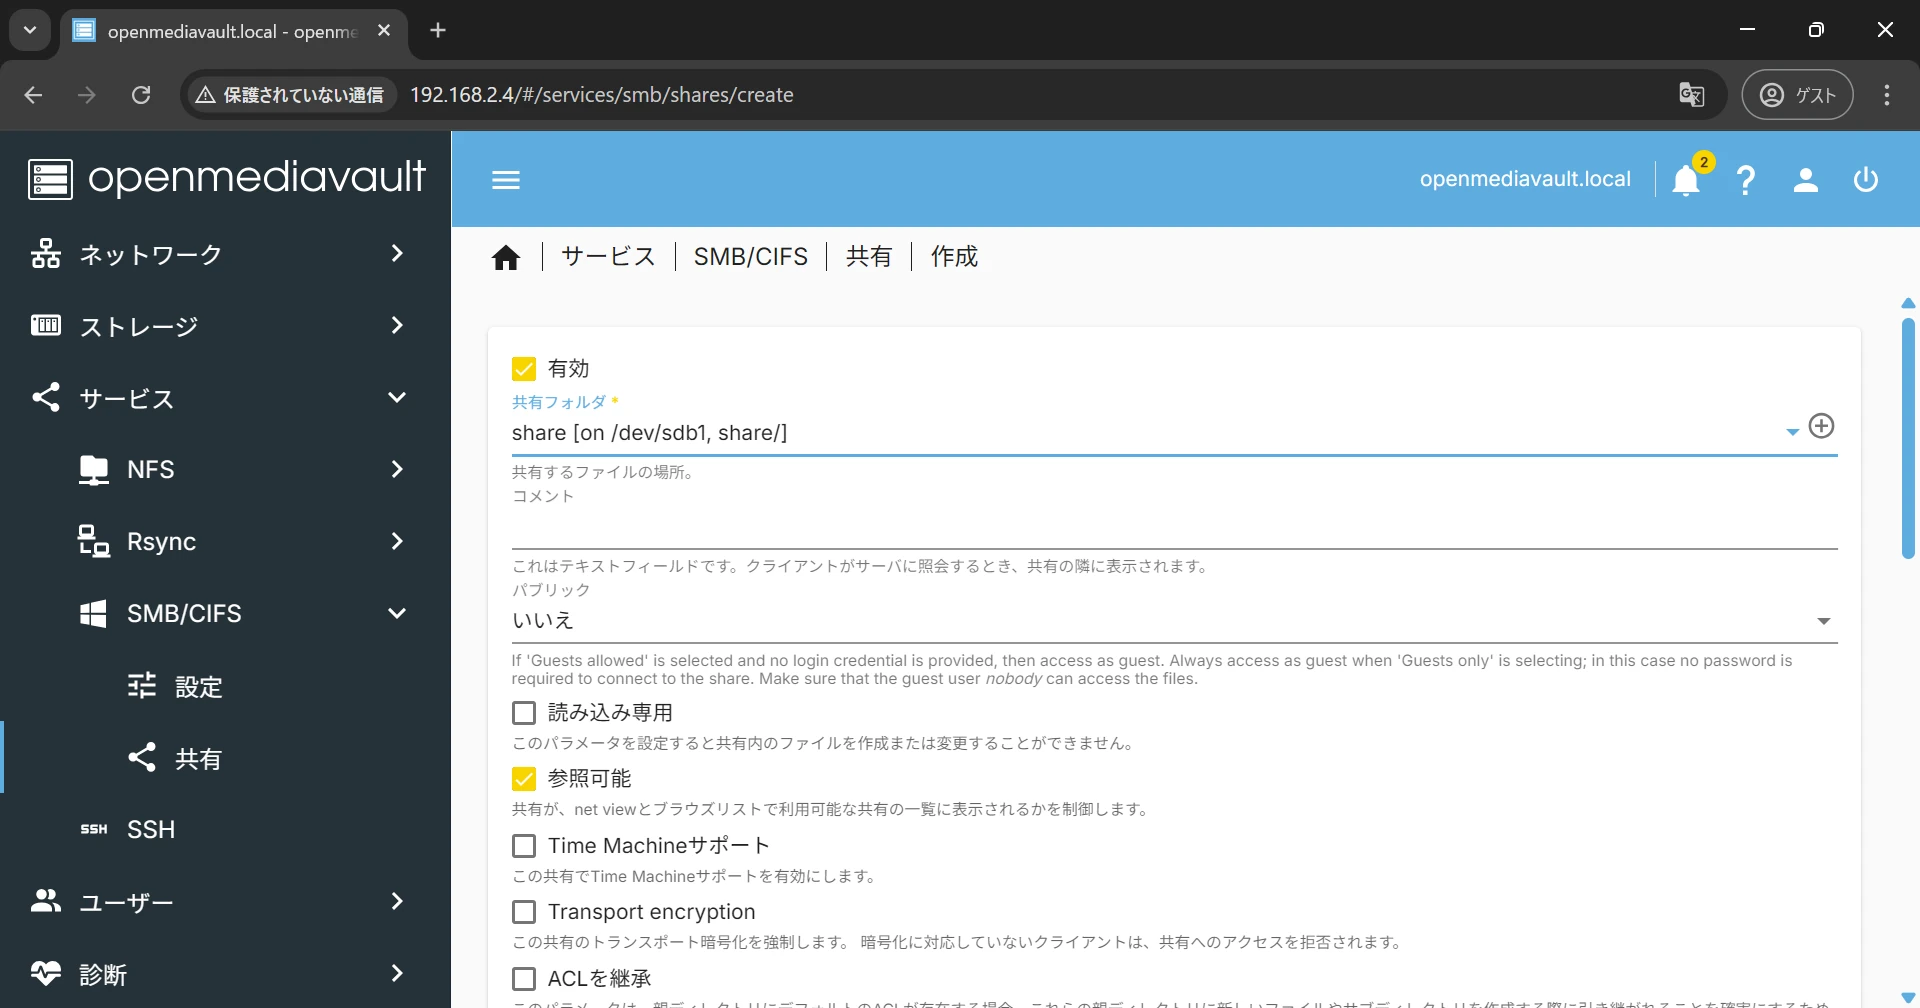 openmediavault.local - openme
保護されていない通信
192.168.2.4/#/services/smb/shares/create
ゲスト
openmediavault
openmediavault.local
2
ネットワーク
ストレージ
サービス
NFS
Rsync
SMB/CIFS
設定
共有
SSH SSH
ユーザー
診断
サービス SMB/CIFS 共有 作成
有効
共有フォルダ *
share [on /dev/sdb1, share/]
共有するファイルの場所。
コメント
これはテキストフィールドです。クライアントがサーバに照会するとき、共有の隣に表示されます。
パブリック
いいえ
If 'Guests allowed' is selected and no login credential is provided, then access as guest. Always access as guest when 'Guests only' is selecting; in this case no password is
required to connect to the share. Make sure that the guest user nobody can access the files.
読み込み専用
このパラメータを設定すると共有内のファイルを作成または変更することができません。
参照可能
共有が、net viewとブラウズリストで利用可能な共有の一覧に表示されるかを制御します。
Time Machineサポート
この共有でTime Machineサポートを有効にします。
Transport encryption
この共有のトランスポート暗号化を強制します。 暗号化に対応していないクライアントは、共有へのアクセスを拒否されます。
ACLを継承